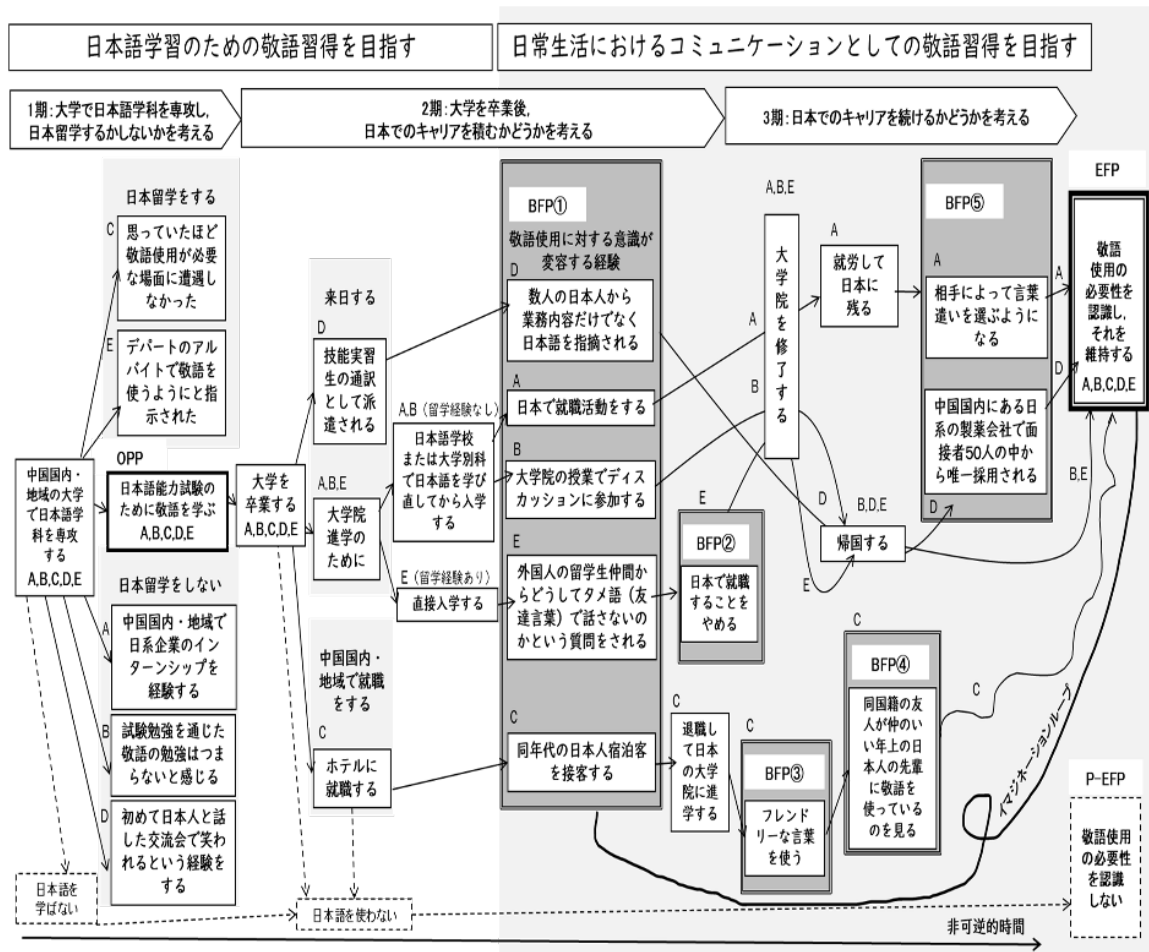 日本語学習のための敬語習得を目指す
日常生活におけるコミュニケーションとしての敬語習得を目指す
1期:大学で日本語学科を専攻し,
日本留学するかしないかを考える
2期:大学を卒業後,
日本でのキャリアを積むかどうかを考える
3期:日本でのキャリアを続けるかどうかを考える
日本留学をする
C
思っていたほど
敬語使用が必要
な場面に遭遇し
なかった
E
デパートのアル
バイトで敬語を
使うようにと指
示された
中国国内・
地域の大学
で日本語学
科を専攻す
る
A,B,C,D,E
OPP
日本語能力試験の
ために敬語を学ぶ
A,B,C,D,E
日本留学をしない
A
中国国内・地域で
日系企業のイン
ターンシップを
経験する
B
試験勉強を通じた
敬語の勉強はつま
らないと感じる
D
初めて日本人と話
した交流会で笑わ
れるという経験を
する
日本語を
学ばない
大学を
卒業する
A,B,C,D,E
来日する
D
技能実習
生の通訳
として派
遣される
A,B,E
大学院
進学の
ために
A,B(留学経験なし)
日本語学校
または大学別科
で日本語を学び
直してから入学
する
E(留学経験あり)
直接入学する
中国国内・
地域で就職
をする
C
ホテルに
就職する
日本語を使わない
BFP①
敬語使用に対する意識が
変容する経験
D
数人の日本人から
業務内容だけでなく
日本語を指摘される
A
日本で就職活動をする
B
大学院の授業でディス
カッションに参加する
E
外国人の留学生仲間か
らどうしてタメ語(友
達言葉)で話さないの
かという質問をされる
C
同年代の日本人宿泊客
を接客する
E
BFP②
日本で就職
することを
やめる
C
退職し
て日本
の大学
院に進
学する
C
BFP③
フレンド
リーな言葉
を使う
C
BFP④
同国籍の友
人が仲のい
い年上の日
本人の先輩
に敬語を
使っている
のを見る
A,B,E
大学院を修了する
A
B
D
E
A
就労して
日本に
残る
B,D,E
帰国する
BFP⑤
A
相手によって言葉
遣いを選ぶように
なる
中国国内にある日
系の製薬会社で面
接者50人の中か
ら唯一採用される
D
A
D
B,E
C
EFP
敬語
使用の
必要性を
認識し,
それを
維持する
A,B,C,D,E
イマジネーションループ
P-EFP
敬語使用
の必要性
を認識
しない
非可逆的時間